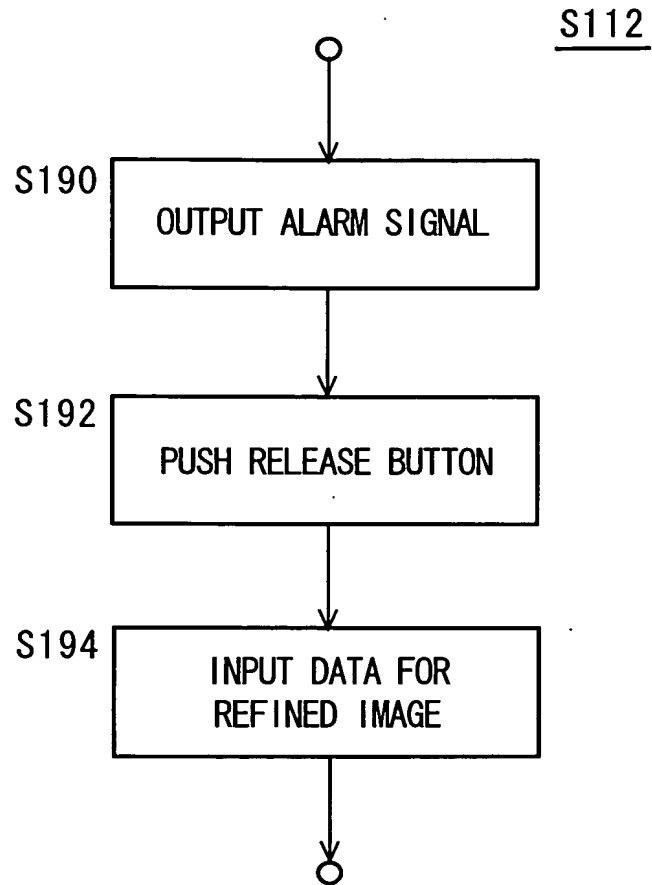 S112
S190
OUTPUT ALARM SIGNAL
S192
PUSH RELEASE BUTTON
S194
INPUT DATA FOR
REFINED IMAGE